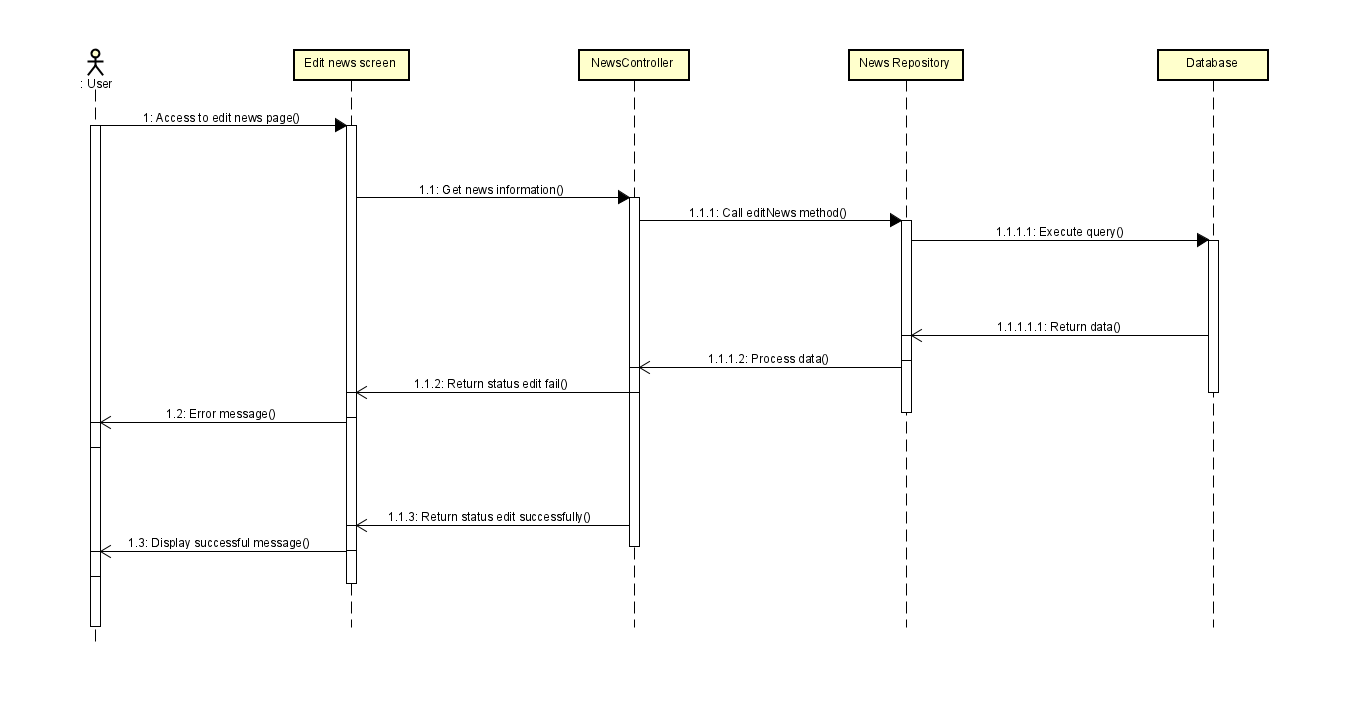 : User
Edit news screen
NewsController
News Repository
Database
1: Access to edit news page()
1.1: Get news information()
1.1.1: Call editNews method()
1.1.1.1: Execute query()
1.1.1.1.1: Return data()
1.1.1.2: Process data()
1.1.2: Return status edit fail()
1.2: Error message()
1.1.3: Return status edit successfully()
1.3: Display successful message()